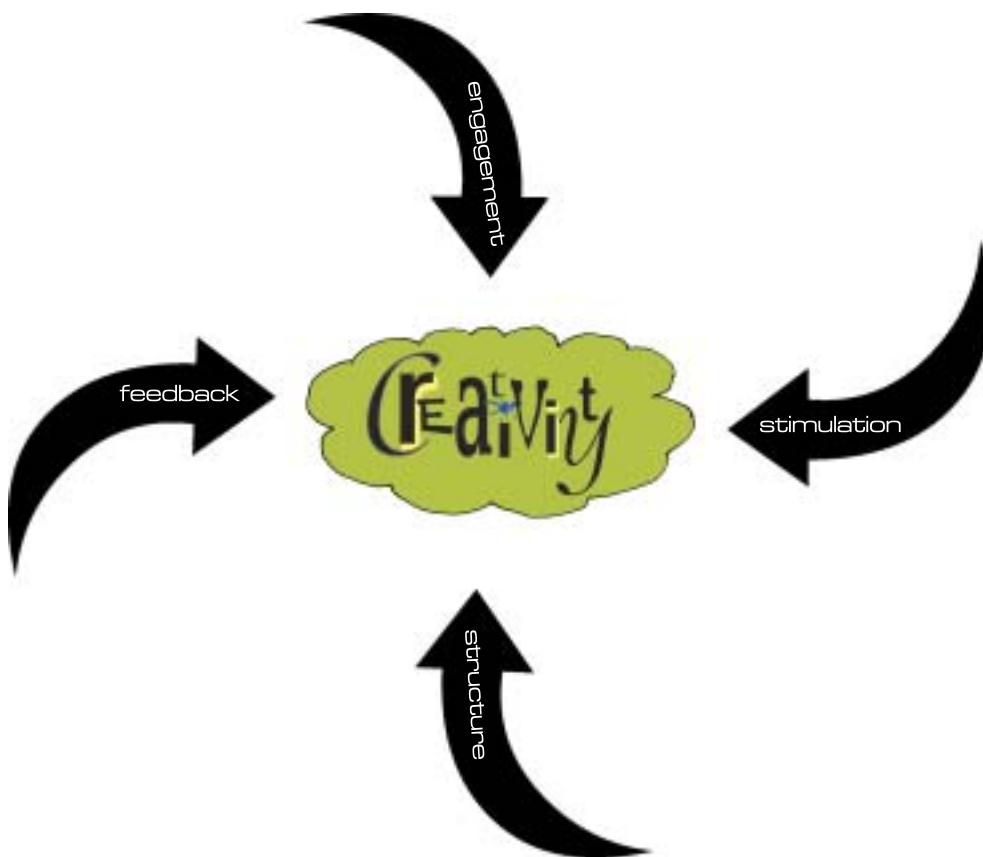 engagement
feedback
CrEatiVity
stimulation
structure